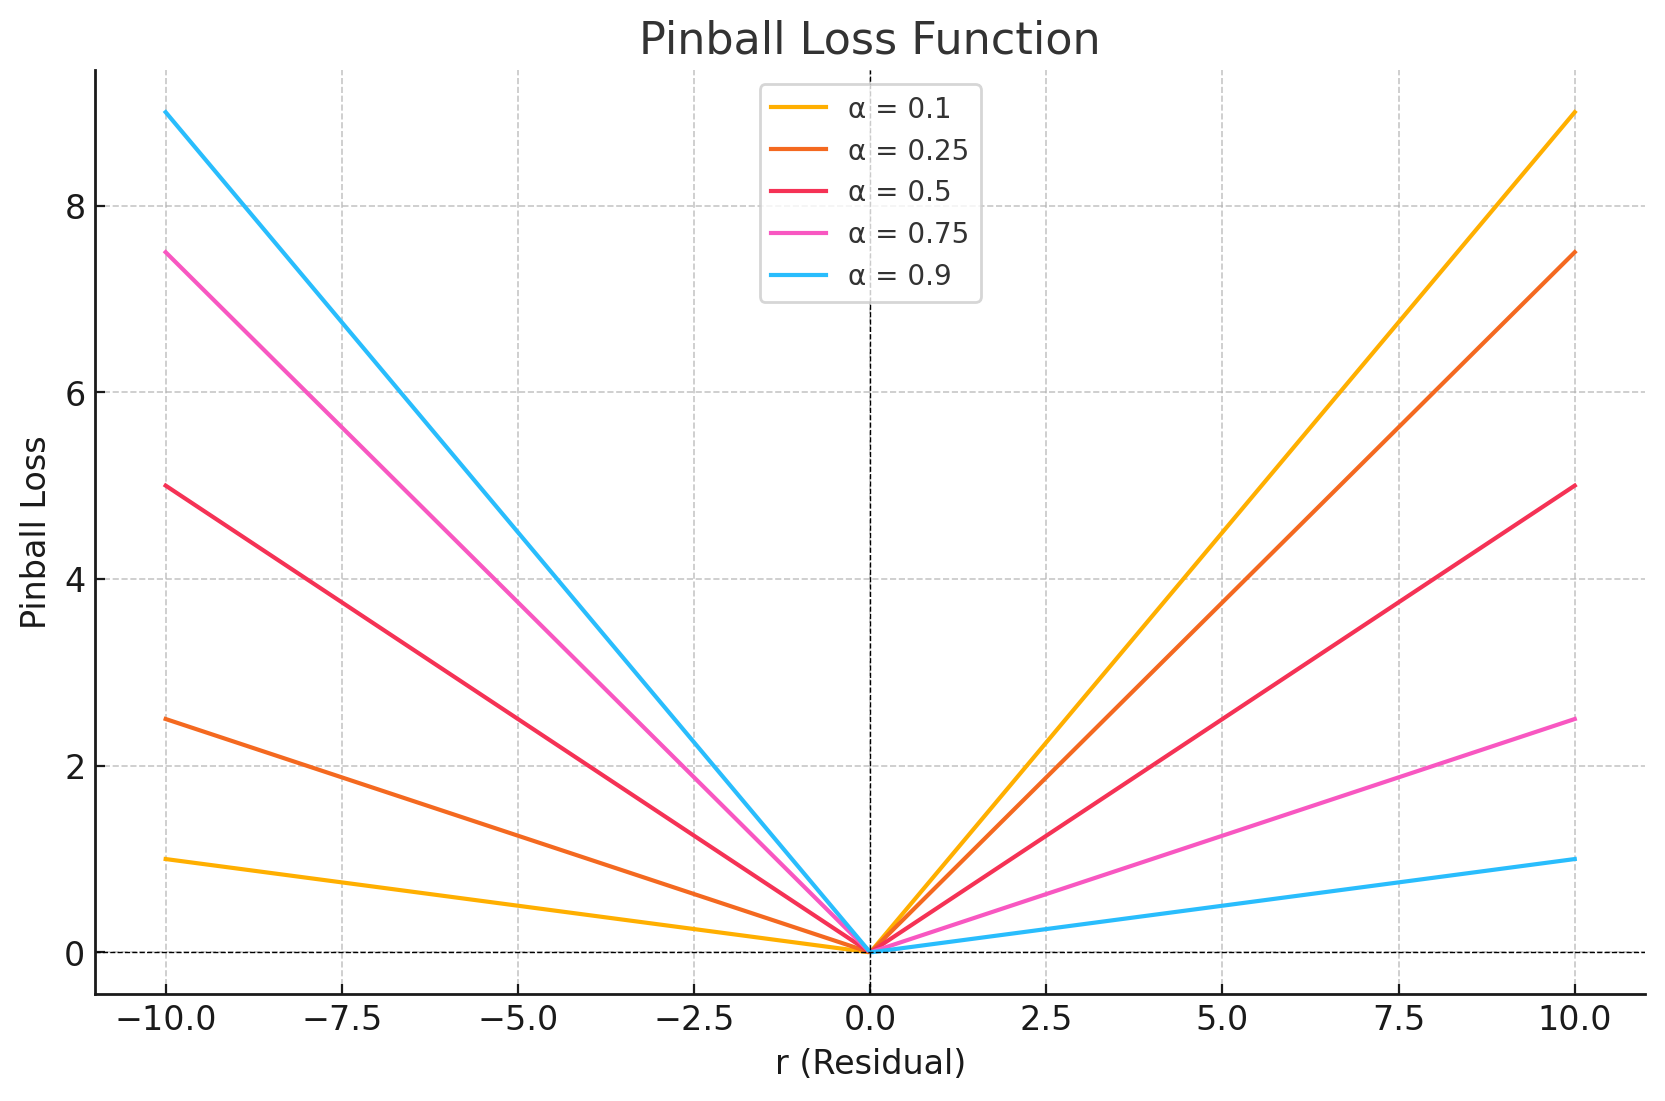 Pinball Loss Function
α = 0.1
α = 0.25
α = 0.5
α = 0.75
α = 0.9
8
6
4
2
0
Pinball Loss
−10.0 −7.5 −5.0 −2.5 0.0 2.5 5.0 7.5 10.0
r (Residual)